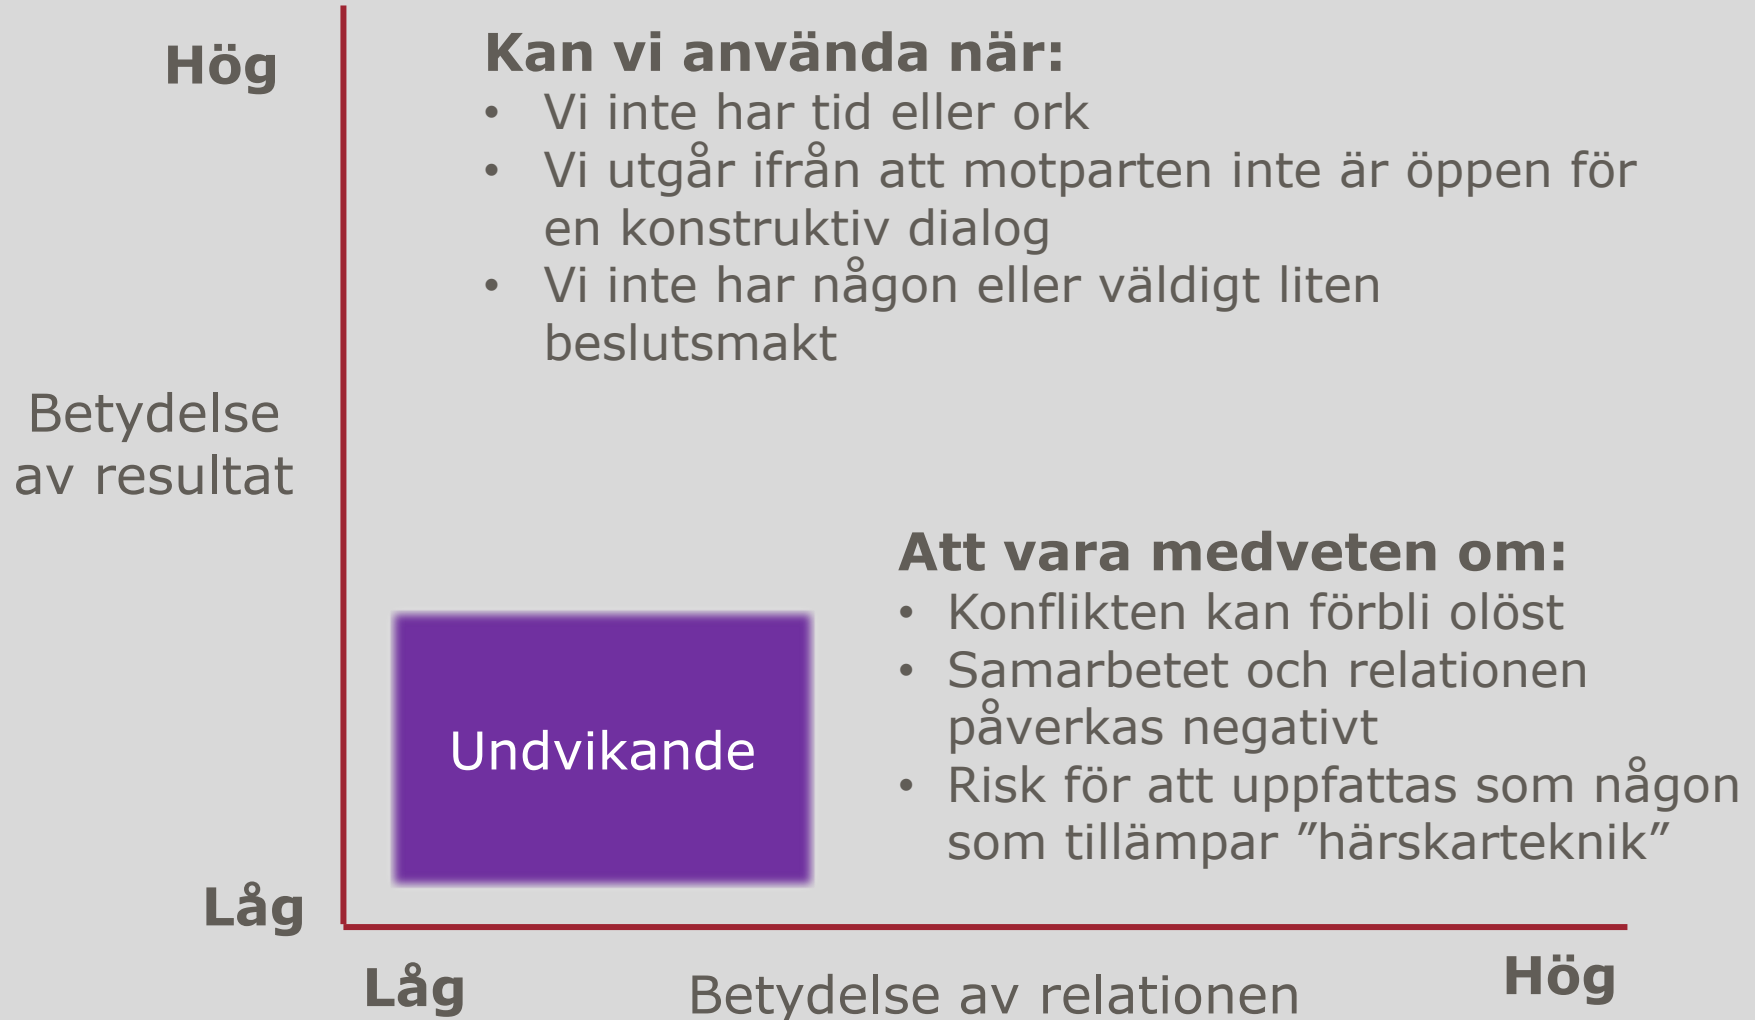 Hög
Kan vi använda när:
• Vi inte har tid eller ork
• Vi utgår ifrån att motparten inte är öppen för
en konstruktiv dialog
• Vi inte har någon eller väldigt liten
beslutsmakt
Betydelse
av resultat
Att vara medveten om:
• Konflikten kan förbli olöst
• Samarbetet och relationen
påverkas negativt
• Risk för att uppfattas som någon
som tillämpar ”härskarteknik”
Undvikande
Låg
Låg
Betydelse av relationen
Hög